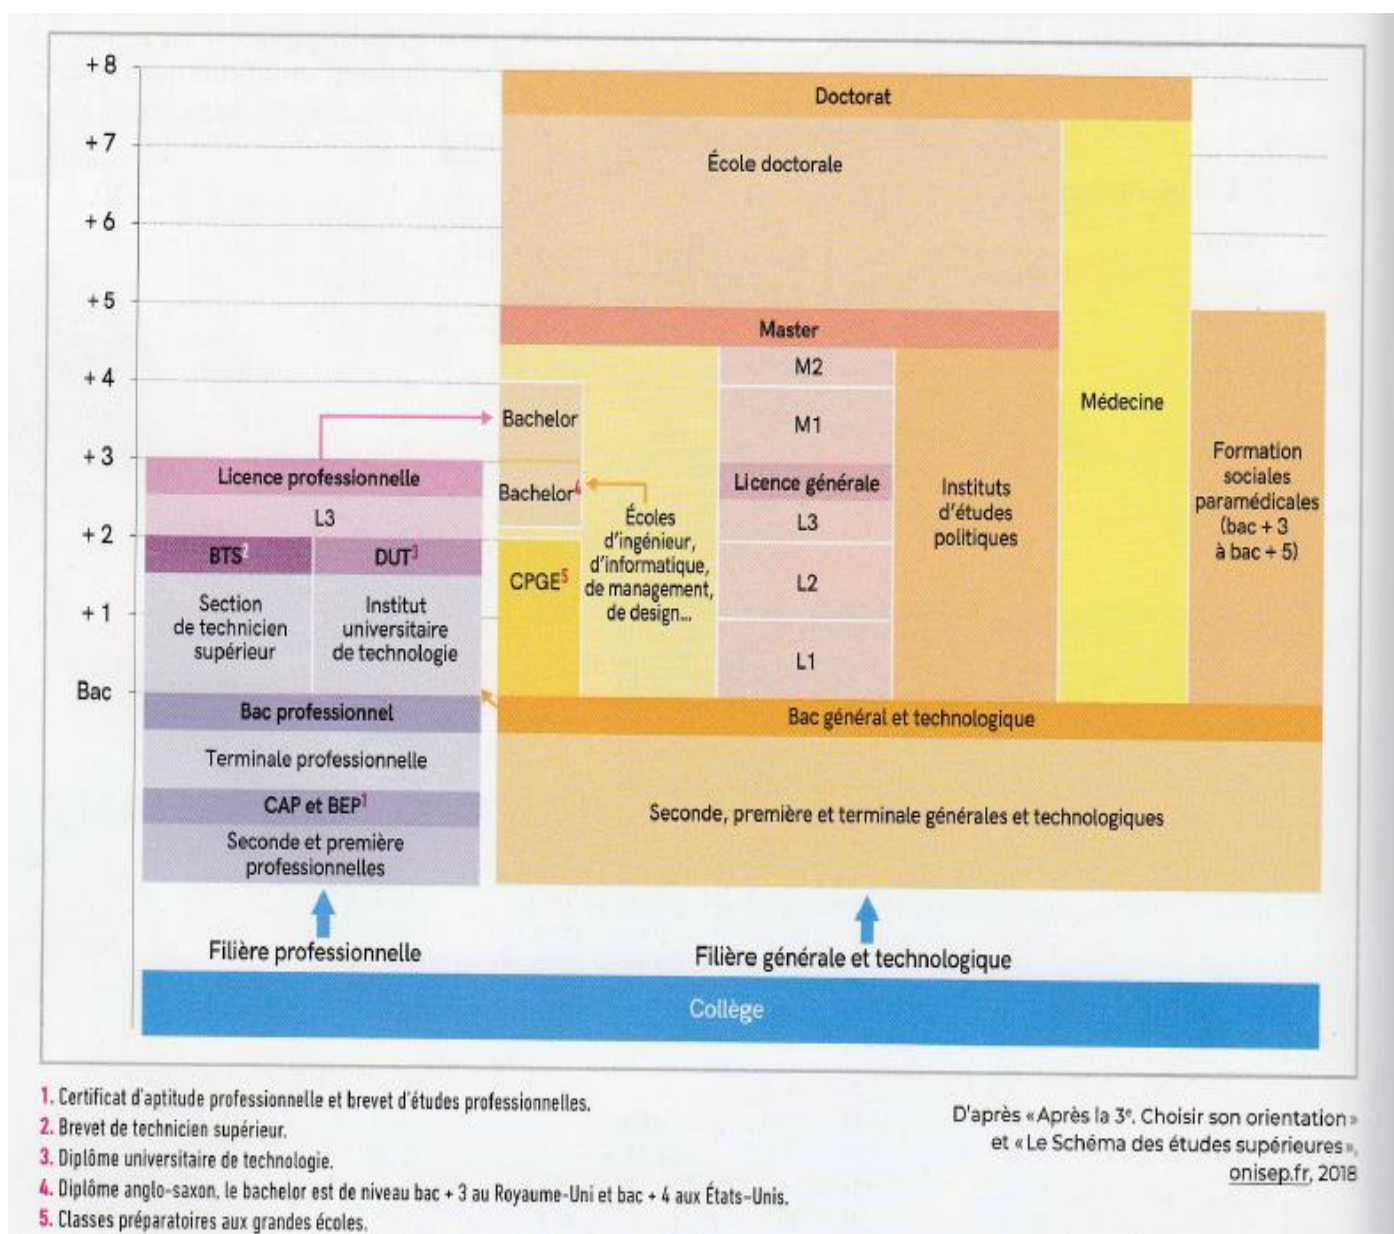 + 8
Doctorat
+ 7
École doctorale
+ 6
+ 5
Master
M2
+ 4
Bachelor
M1
Médecine
+ 3
Licence professionnelle
Bachelor4
Licence générale
L3
L3
+ 2
BTS2
DUT3
CPGE5
Écoles
d'ingénieur,
d'informatique,
de management,
de design...
L2
Instituts
d'études
politiques
Formation
sociales
paramédicales
(bac + 3
à bac + 5)
+ 1
Section
de technicien
supérieur
Institut
universitaire
de technologie
L1
Bac
Bac professionnel
Bac général et technologique
Terminale professionnelle
CAP et BEP1
Seconde et première
professionnelles
Seconde, première et terminale générales et technologiques
Filière professionnelle
Filière générale et technologique
Collège
1. Certificat d'aptitude professionnelle et brevet d'études professionnelles.
2. Brevet de technicien supérieur.
3. Diplôme universitaire de technologie.
4. Diplôme anglo-saxon, le bachelor est de niveau bac + 3 au Royaume-Uni et bac + 4 aux États-Unis.
5. Classes préparatoires aux grandes écoles.
D'après « Après la 3e. Choisir son orientation »
et « Le Schéma des études supérieures »,
onisep.fr, 2018